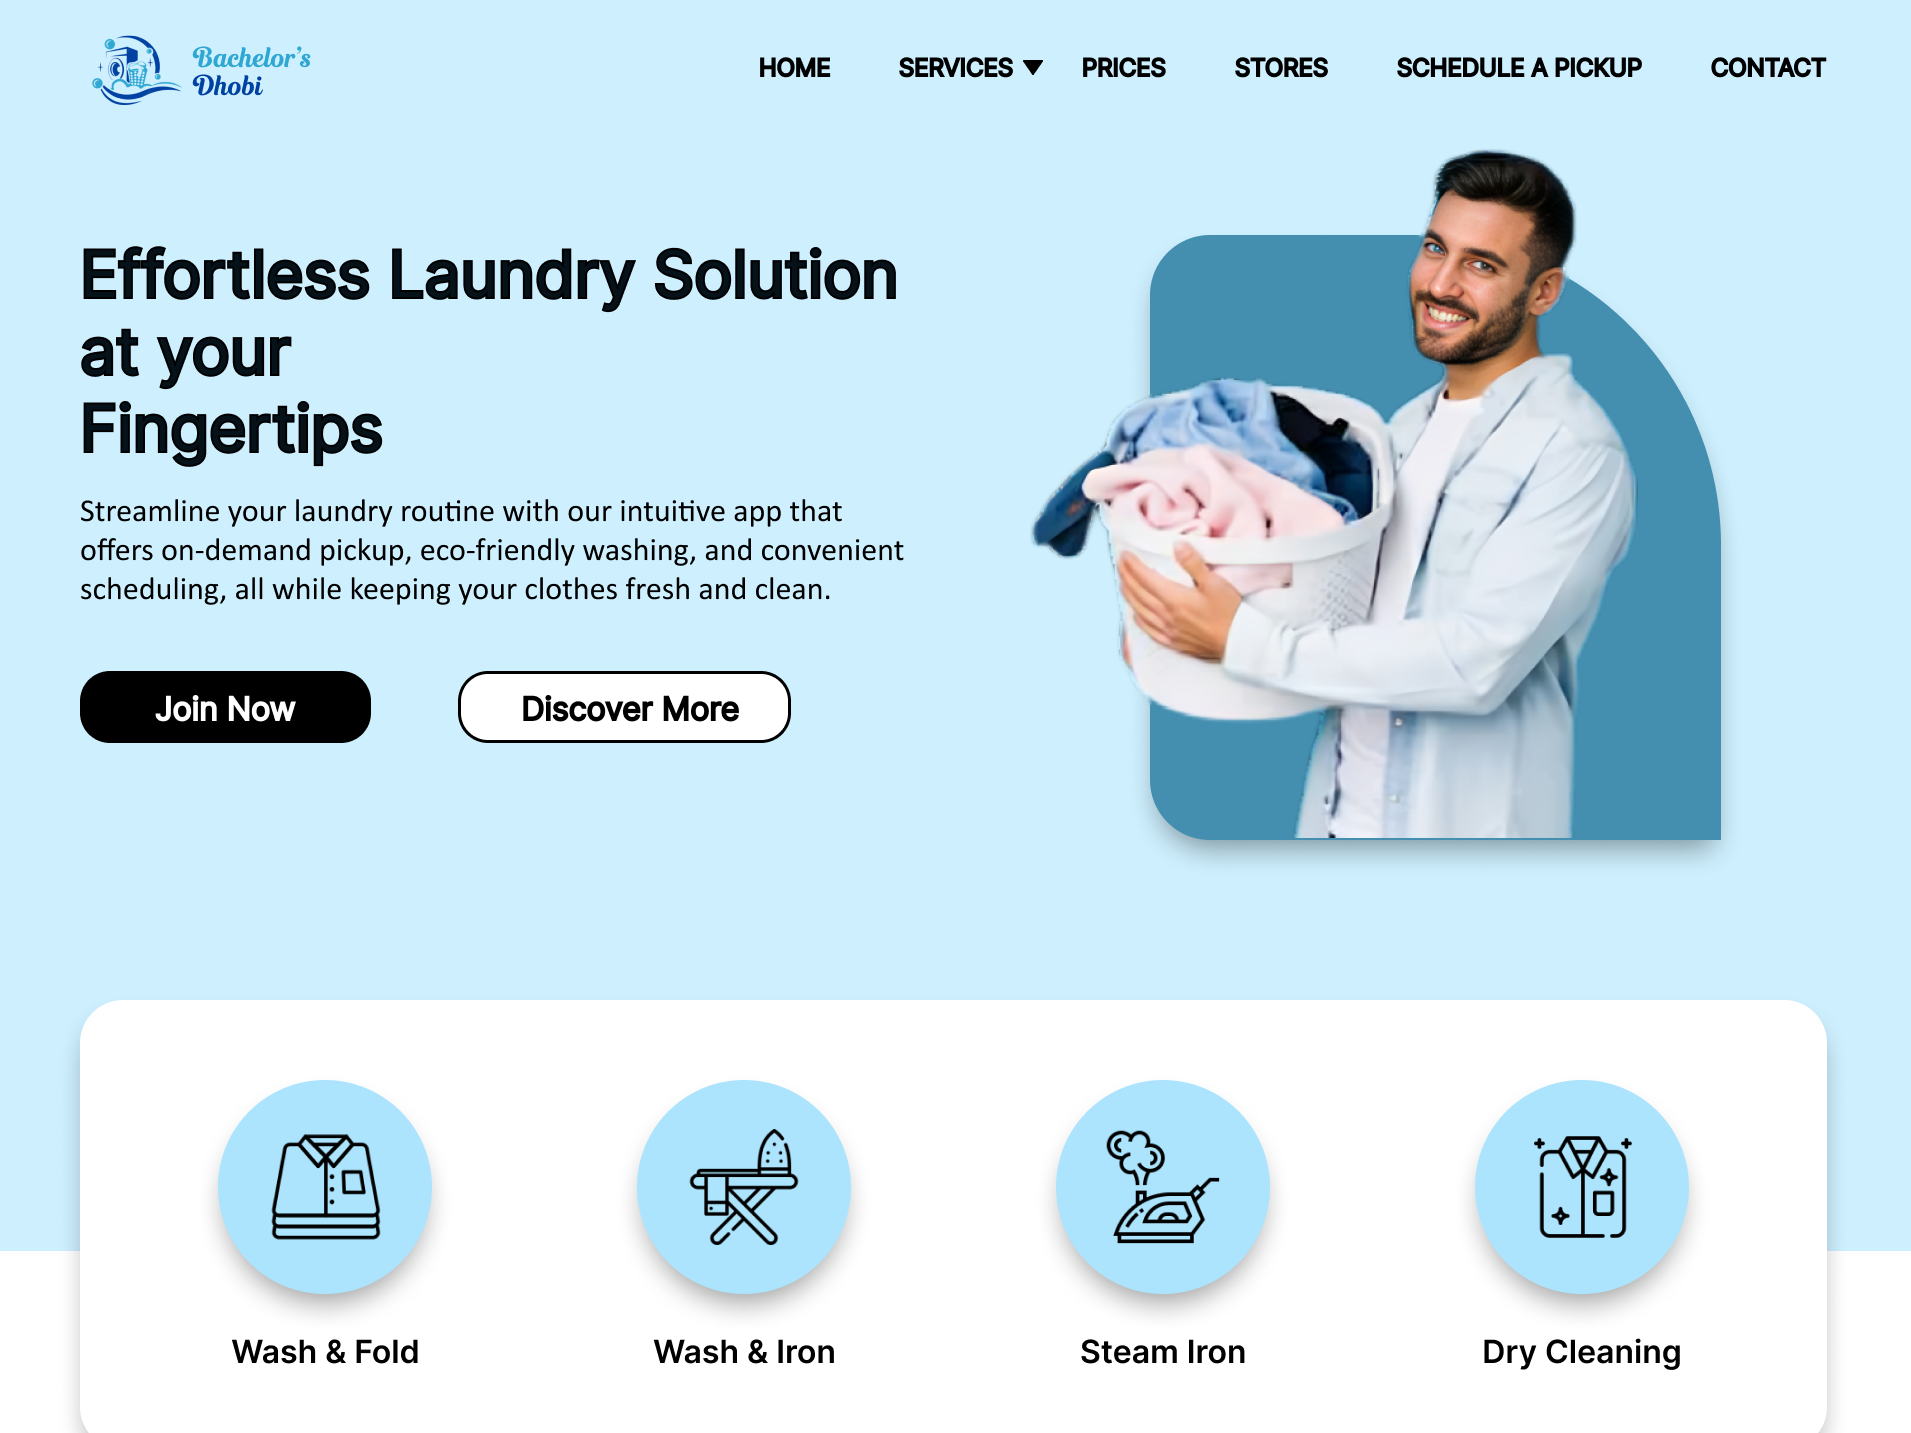 Bachelor's
Dhobi
HOME SERVICES PRICES STORES SCHEDULE A PICKUP CONTACT
Effortless Laundry Solution
at your
Fingertips
Streamline your laundry routine with our intuitive app that
offers on-demand pickup, eco-friendly washing, and convenient
scheduling, all while keeping your clothes fresh and clean.
Join Now Discover More
Wash & Fold Wash & Iron Steam Iron Dry Cleaning